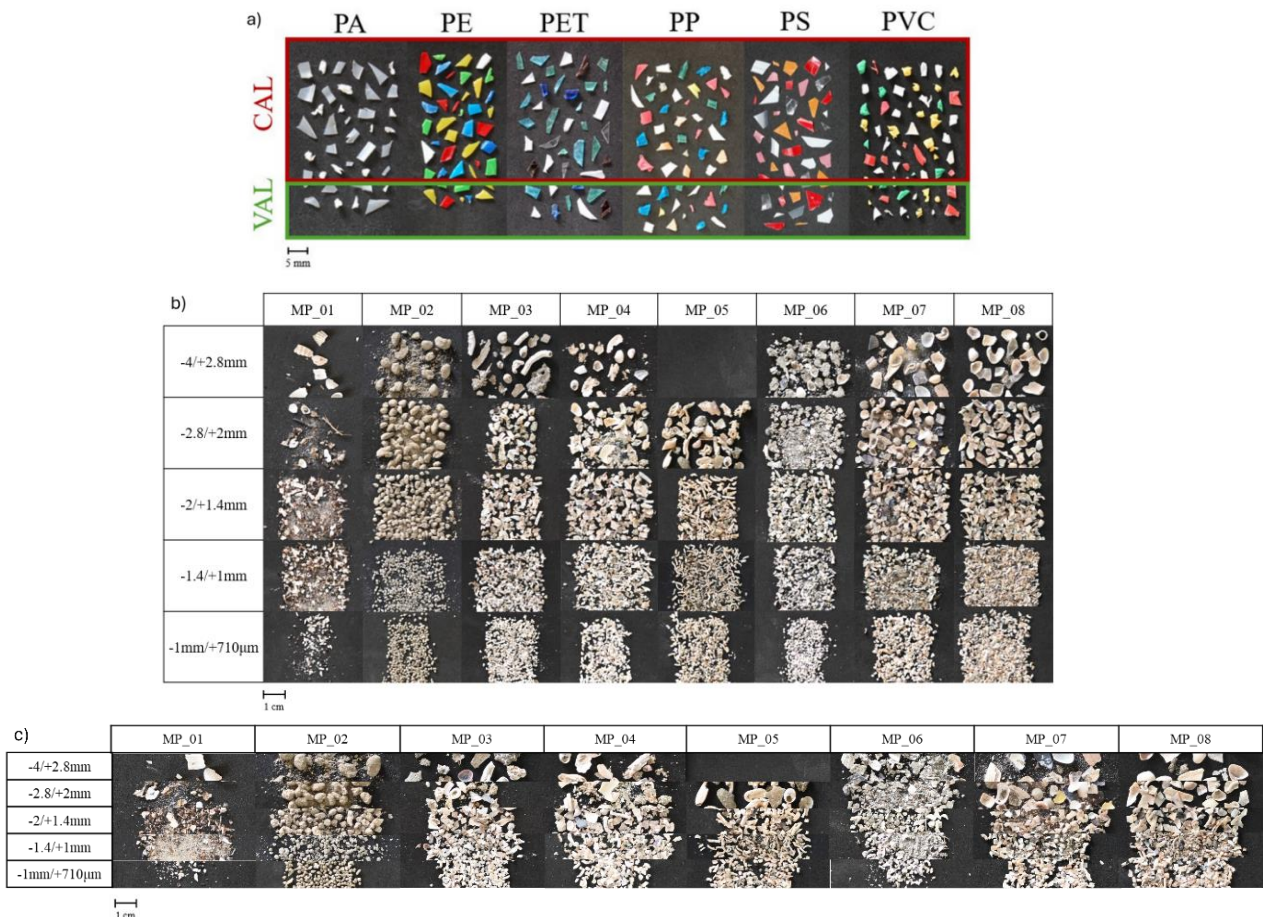 a)
PA PE PET PP PS PVC
CAL
VAL
5 mm
b)
MP_01 MP_02 MP_03 MP_04 MP_05 MP_06 MP_07 MP_08
-4/+2.8mm
-2.8/+2mm
-2/+1.4mm
-1.4/+1mm
-1mm/+710μm
1 cm
c)
MP_01 MP_02 MP_03 MP_04 MP_05 MP_06 MP_07 MP_08
-4/+2.8mm
-2.8/+2mm
-2/+1.4mm
-1.4/+1mm
-1mm/+710μm
1 cm